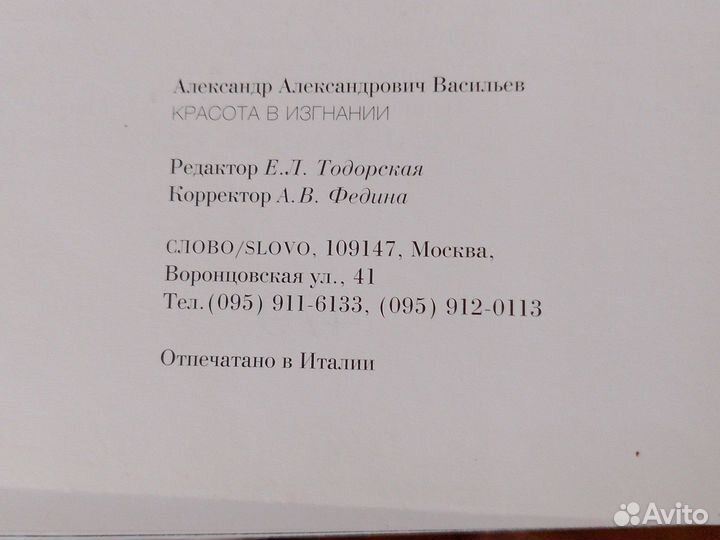 Александр Александрович Васильев
КРАСОТА В ИЗГНАНИИ
Редактор Е.Л. Тодорская
Корректор А.В. Федина
СЛОВО/SLOVO, 109147, Москва,
Воронцовская ул., 41
Тел.(095) 911-6133, (095) 912-0113
Отпечатано в Италии
Avito